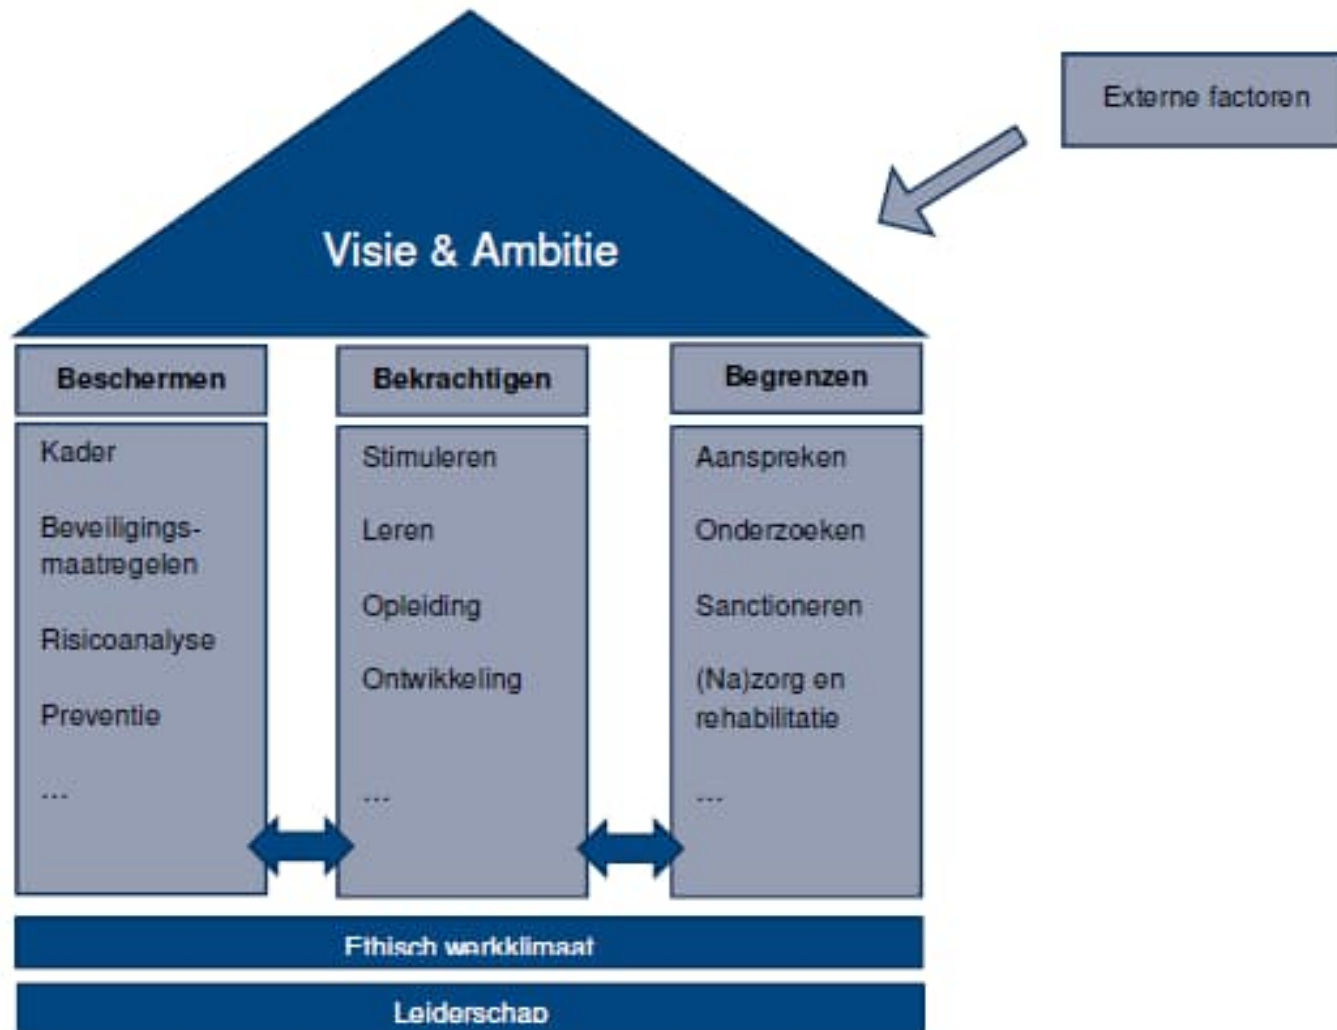 Externe factoren
Visie & Ambitie
Beschermen
Kader
Beveiligings-
maatregelen
Risicoanalyse
Preventie
...
Bekrachtigen
Stimuleren
Leren
Opleiding
Ontwikkeling
...
Begrenzen
Aanspreken
Onderzoeken
Sanctioneren
(Na)zorg en
rehabilitatie
...
Ethisch werkklimaat
Leiderschap